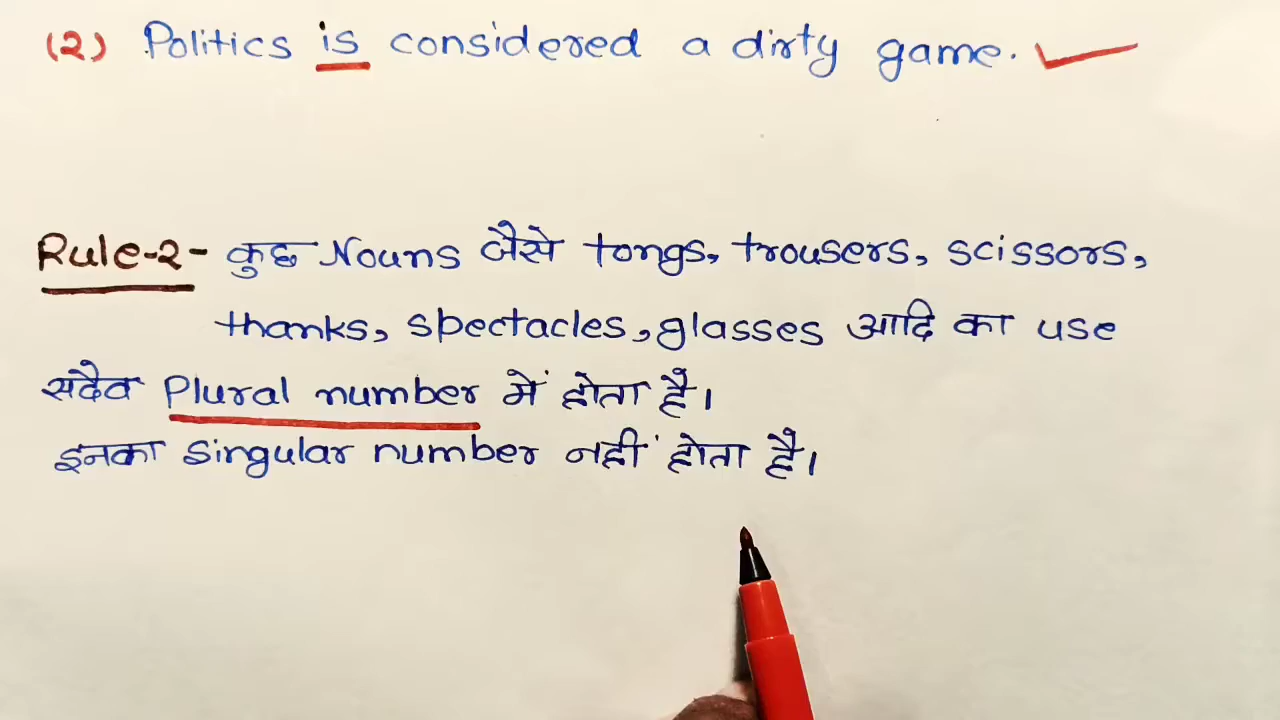 (2) Politics is considered a dirty game.
Rule-2- कुछ Nouns जैसे tongs, trousers, scissors,
thanks, spectacles, glasses आदि का use
सदैव Plural number में होता है।
इनका singular number नहीं होता है।